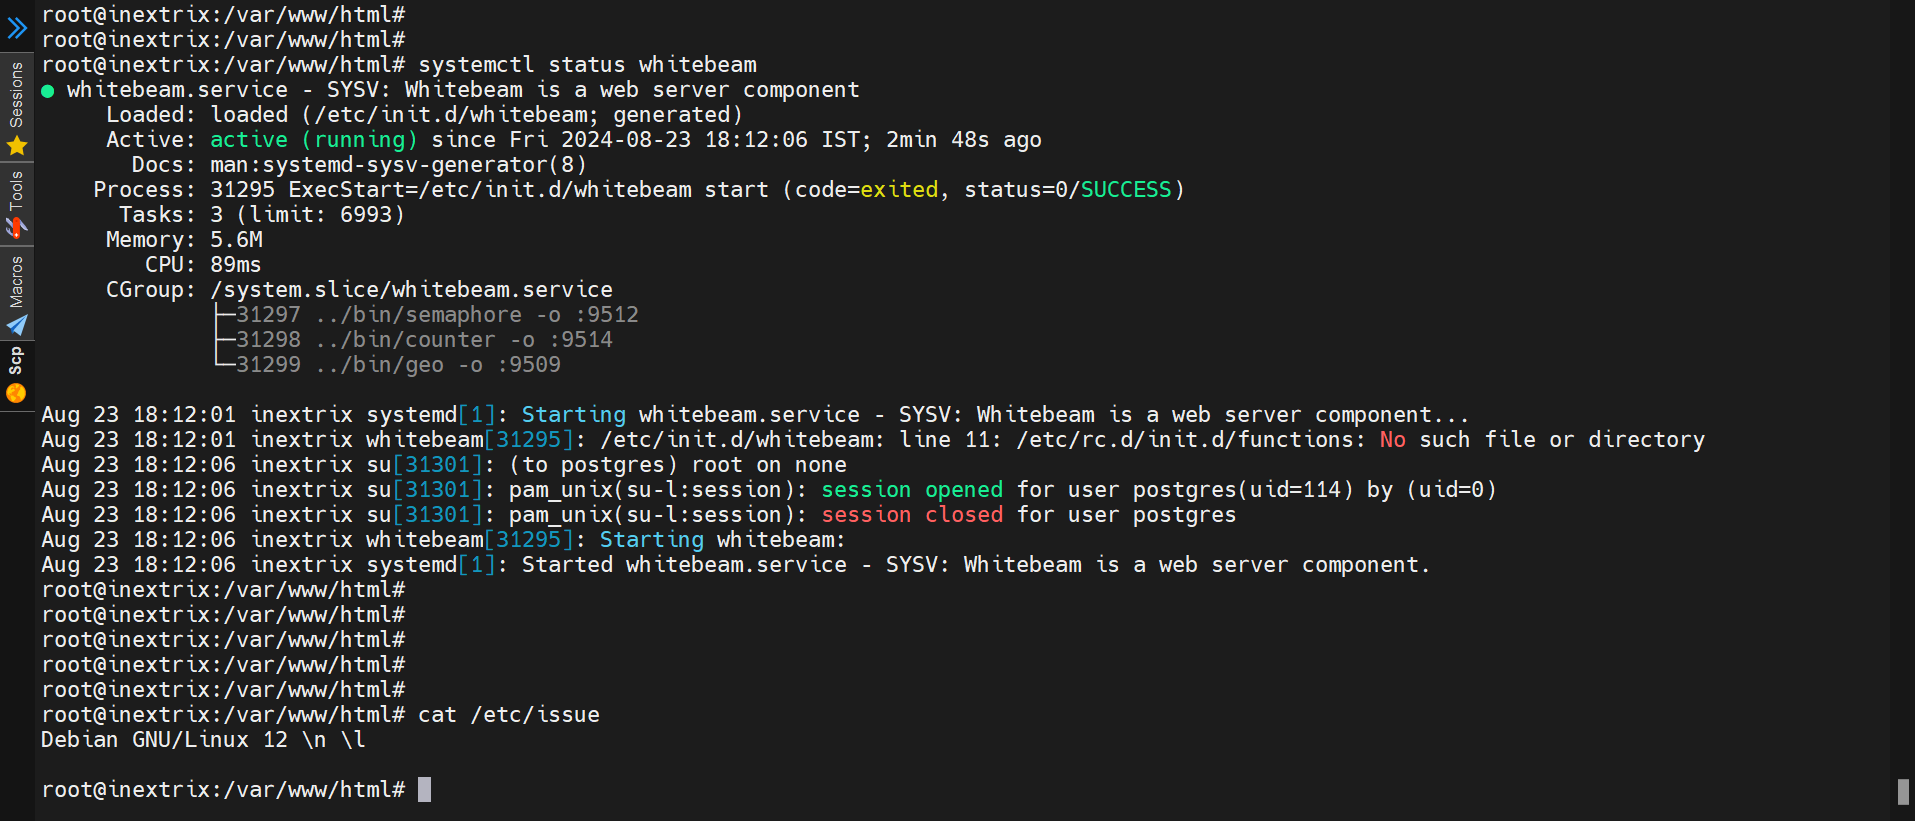 root@inextrix:/var/www/html#
root@inextrix:/var/www/html#
root@inextrix:/var/www/html# systemctl status whitebeam
● whitebeam.service - SYSV: Whitebeam is a web server component
     Loaded: loaded (/etc/init.d/whitebeam; generated)
     Active: active (running) since Fri 2024-08-23 18:12:06 IST; 2min 48s ago
       Docs: man:systemd-sysv-generator(8)
    Process: 31295 ExecStart=/etc/init.d/whitebeam start (code=exited, status=0/SUCCESS)
      Tasks: 3 (limit: 6993)
     Memory: 5.6M
        CPU: 89ms
     CGroup: /system.slice/whitebeam.service
             ├─31297 ../bin/semaphore -o :9512
             ├─31298 ../bin/counter -o :9514
             └─31299 ../bin/geo -o :9509
Aug 23 18:12:01 inextrix systemd[1]: Starting whitebeam.service - SYSV: Whitebeam is a web server component...
Aug 23 18:12:01 inextrix whitebeam[31295]: /etc/init.d/whitebeam: line 11: /etc/rc.d/init.d/functions: No such file or directory
Aug 23 18:12:06 inextrix su[31301]: (to postgres) root on none
Aug 23 18:12:06 inextrix su[31301]: pam_unix(su-l:session): session opened for user postgres(uid=114) by (uid=0)
Aug 23 18:12:06 inextrix su[31301]: pam_unix(su-l:session): session closed for user postgres
Aug 23 18:12:06 inextrix whitebeam[31295]: Starting whitebeam:
Aug 23 18:12:06 inextrix systemd[1]: Started whitebeam.service - SYSV: Whitebeam is a web server component.
root@inextrix:/var/www/html#
root@inextrix:/var/www/html#
root@inextrix:/var/www/html#
root@inextrix:/var/www/html#
root@inextrix:/var/www/html#
root@inextrix:/var/www/html# cat /etc/issue
Debian GNU/Linux 12 \n \l
root@inextrix:/var/www/html#
Sessions
Tools
Macros
Scp